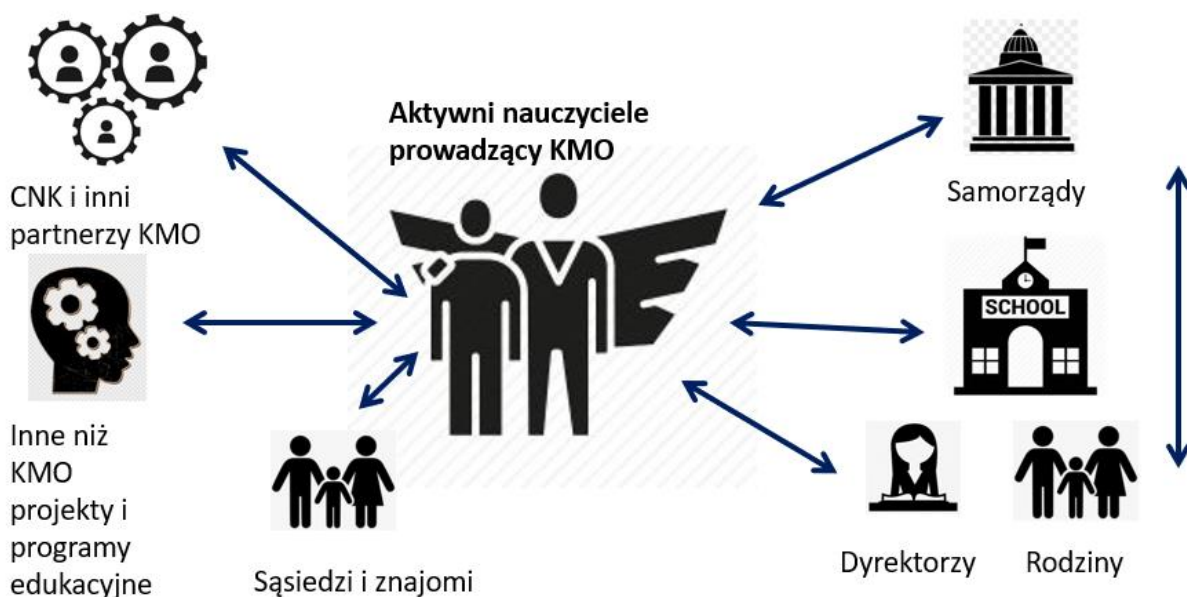 Aktywni nauczyciele
prowadzący KMO
CNK i inni
partnerzy KMO
Samorządy
SCHOOL
Inne niż
KMO
projekty i
programy
edukacyjne
Sąsiedzi i znajomi
Dyrektorzy
Rodziny